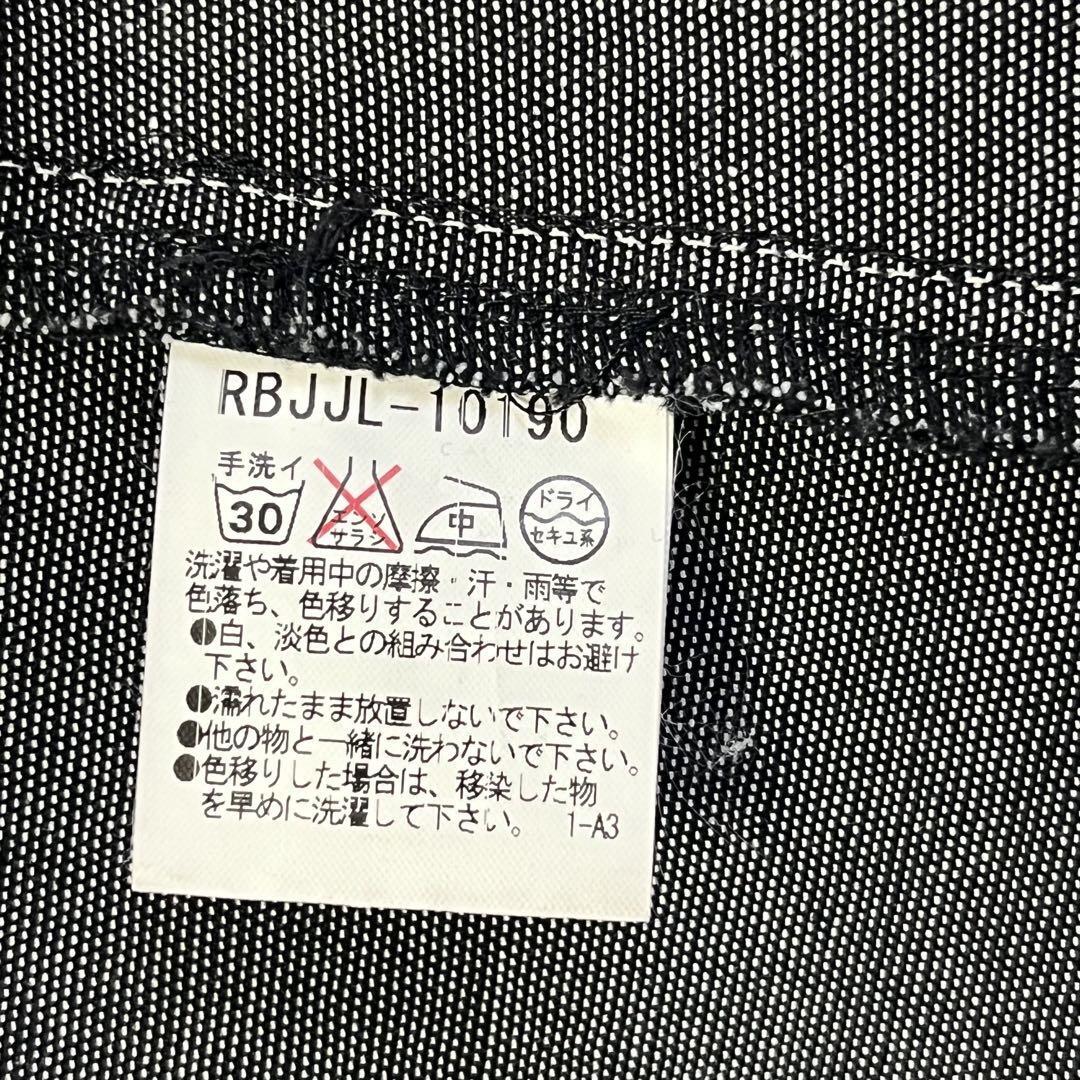 RBJJL-10190
手洗イ
30
エンソ
サラシ
中
ドライ
セキユ系
洗濯や着用中の摩擦・汗・雨等で
色落ち、色移りすることがあります。
●白、淡色との組み合わせはお避け
下さい。
●濡れたまま放置しないで下さい。
●他の物と一緒に洗わないで下さい。
●色移りした場合は、移染した物
を早めに洗濯して下さい。 1-A3